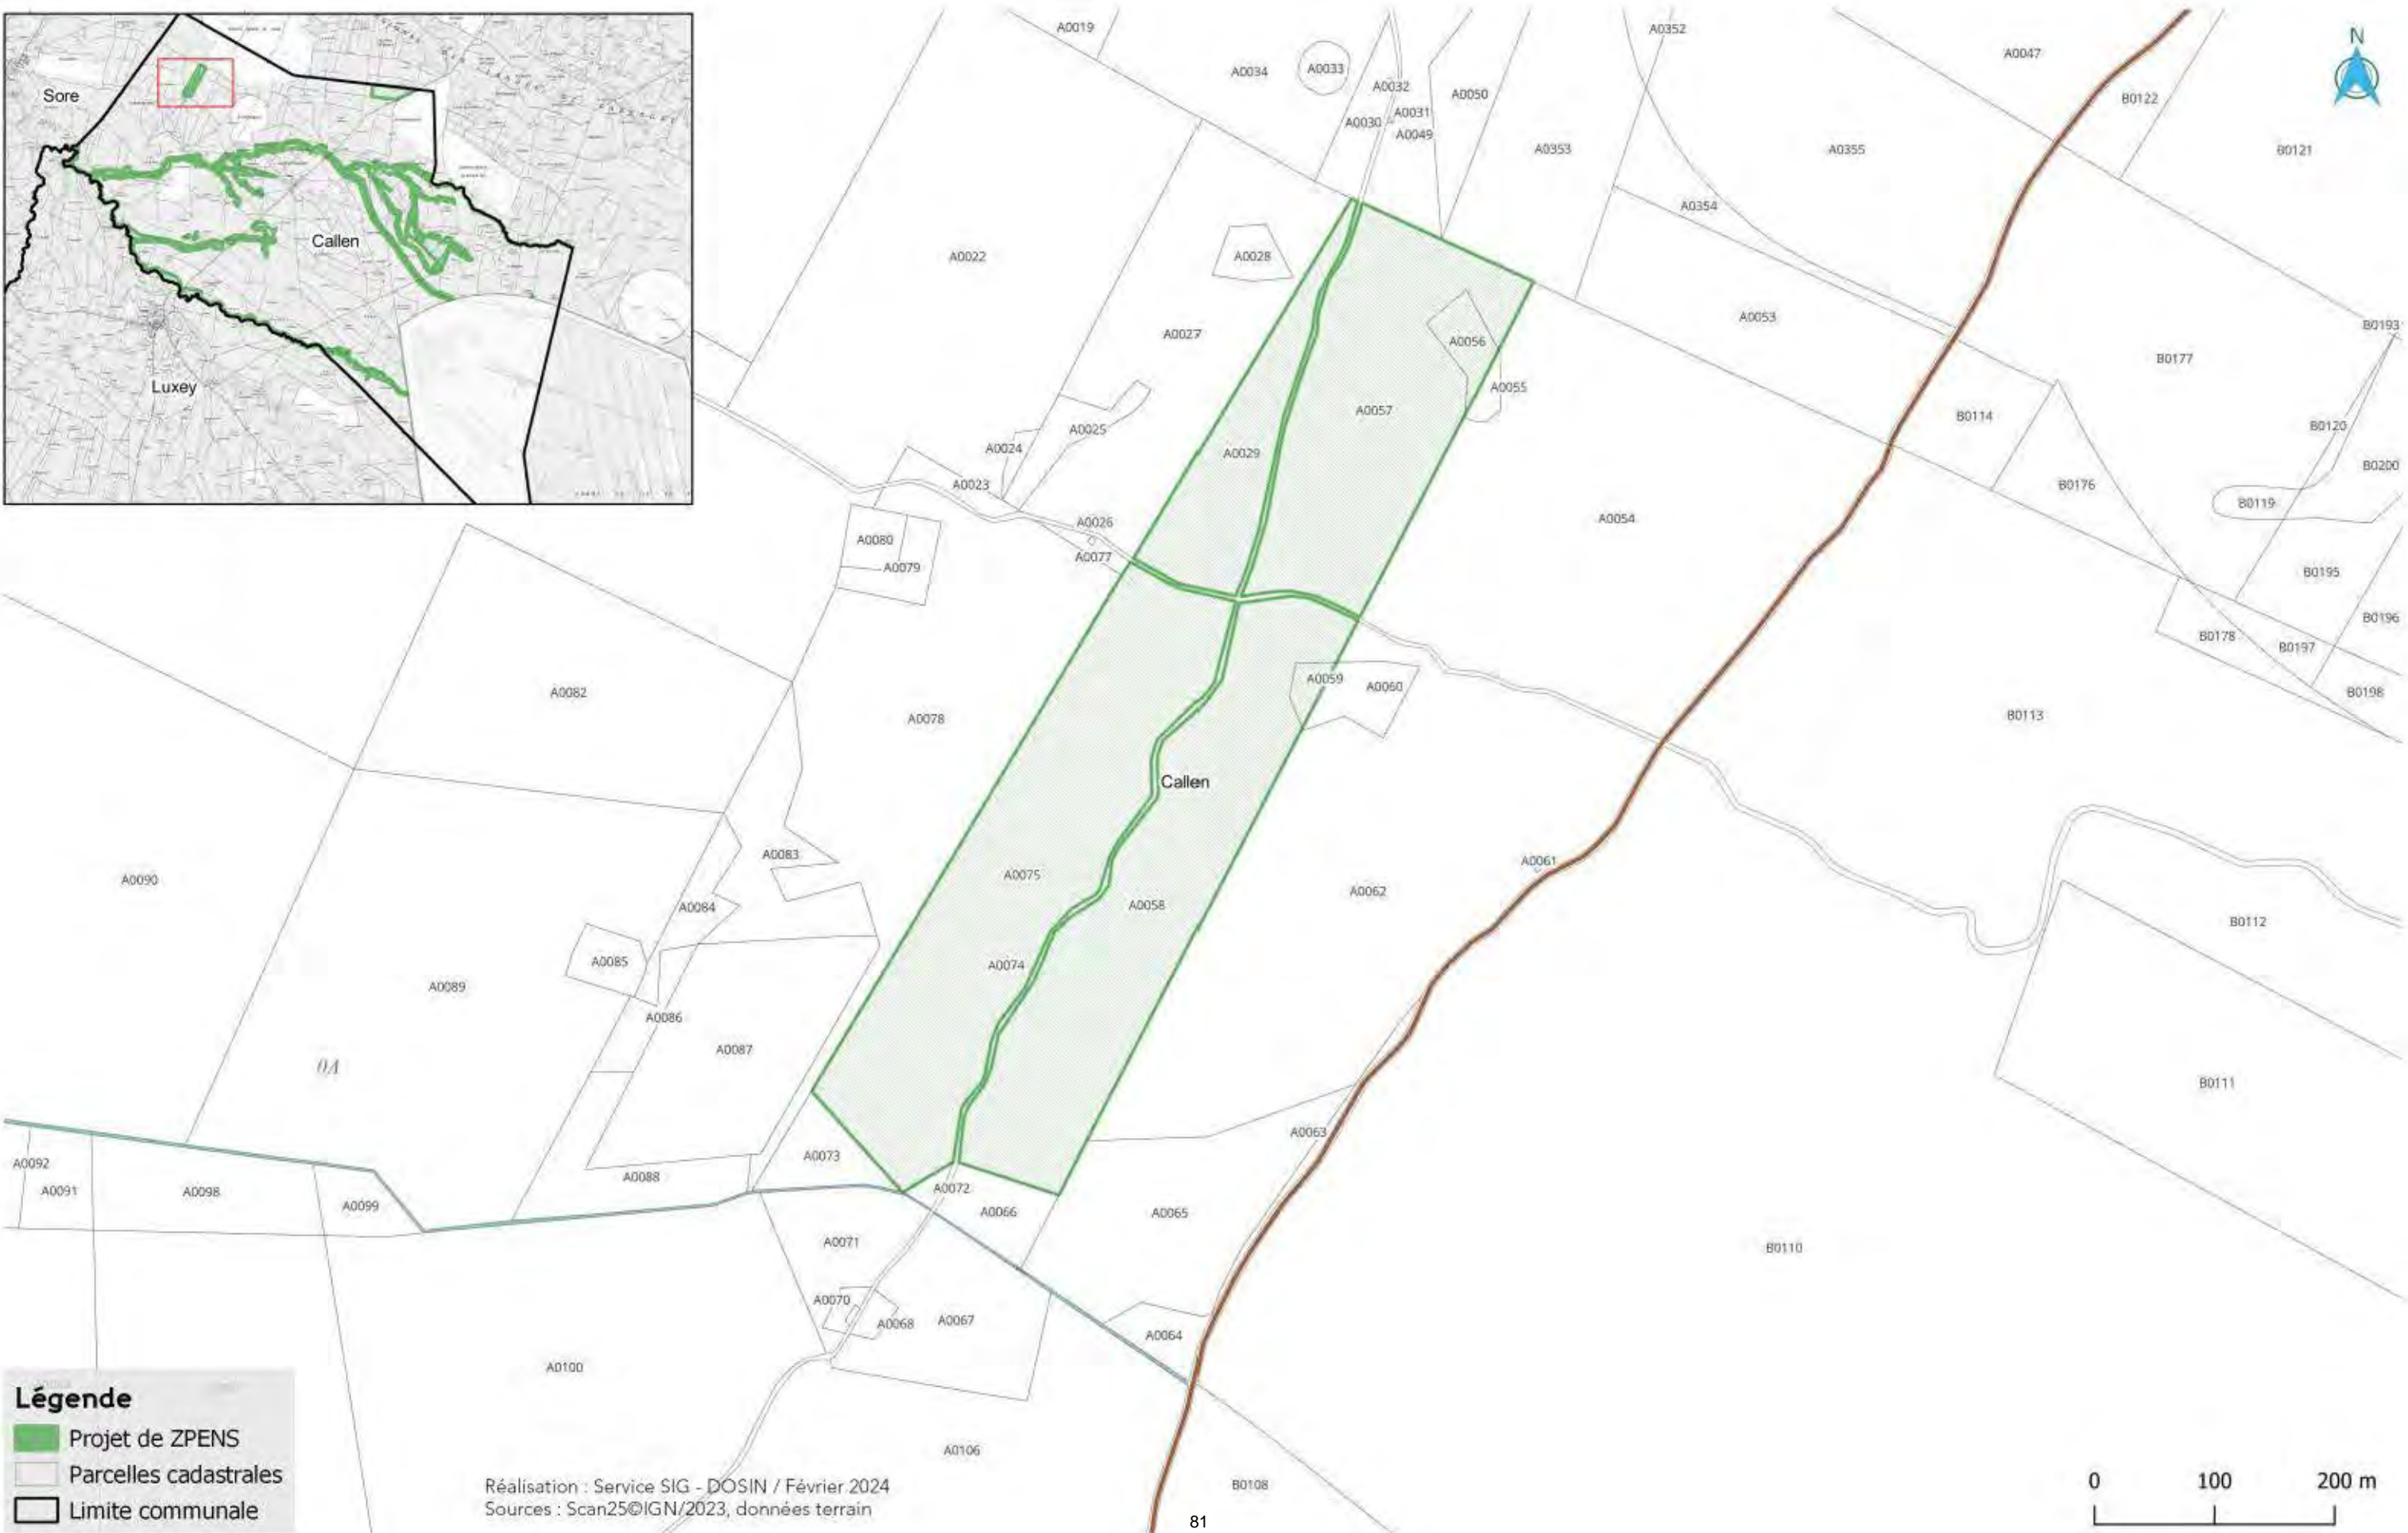 Sore
Callen
Luxey
N
A0019
A0034
A0033
A0032
A0031
A0030
A0049
A0050
A0352
A0353
A0355
A0354
A0047
B0122
B0121
A0022
A0028
A0027
A0053
B0193
B0177
A0056
A0055
A0057
A0029
A0025
A0024
A0023
A0026
A0077
A0080
A0079
A0054
B0114
B0120
B0200
B0176
B0119
B0195
B0196
B0178
B0197
B0198
A0082
A0078
A0059
A0060
B0113
Callen
A0090
A0083
A0084
A0075
A0058
A0062
A0061
A0085
A0089
A0074
A0086
A0087
B0112
B0111
0A
A0092
A0091
A0098
A0099
A0088
A0073
A0072
A0066
A0063
A0065
A0071
A0070
A0068
A0067
A0064
B0110
A0100
A0106
B0108
Légende
Projet de ZPENS
Parcelles cadastrales
Limite communale
Réalisation : Service SIG - DOSIN / Février 2024
Sources : Scan25©IGN/2023, données terrain
81
0 100 200 m